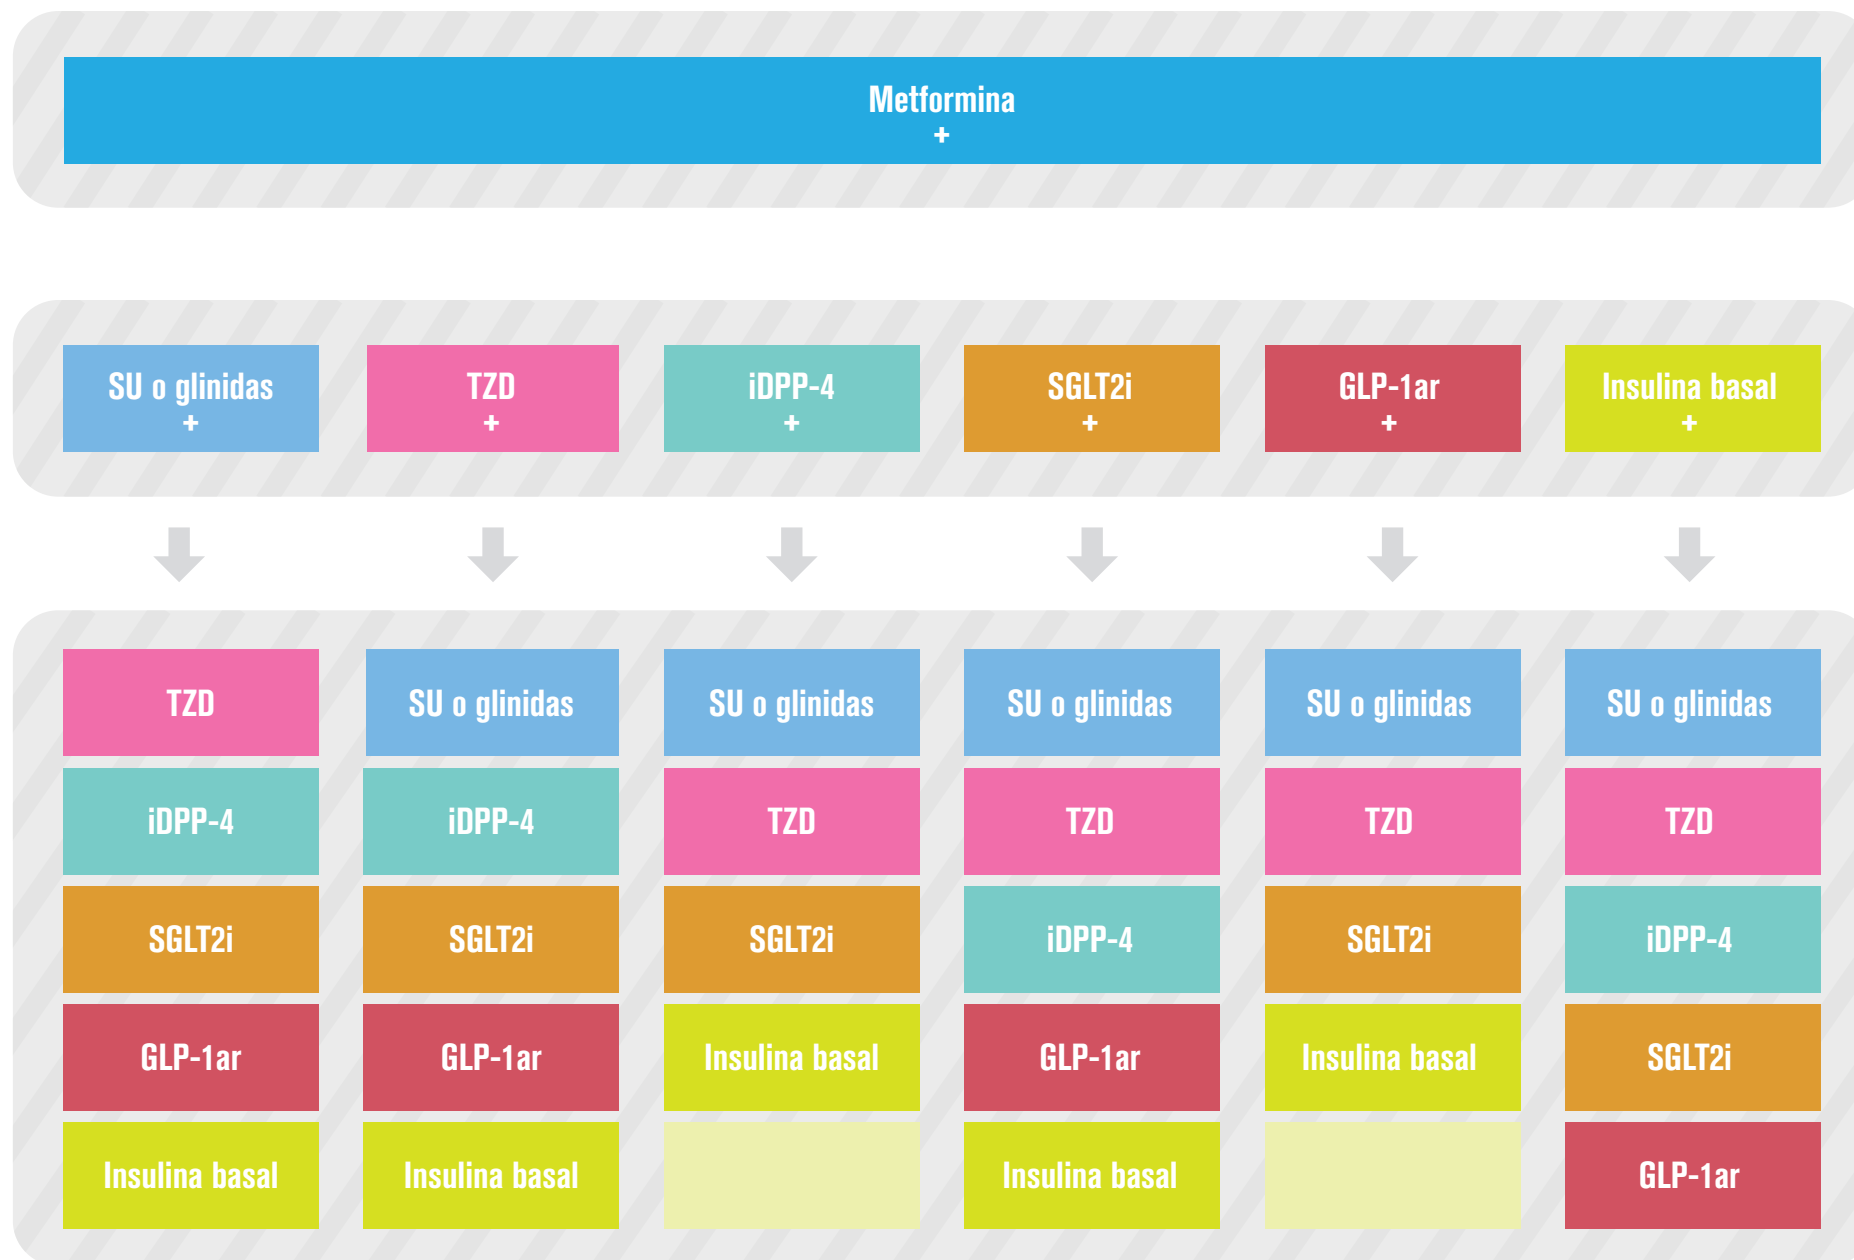 Metformina
+
SU o glinidas
+
TZD
+
iDPP-4
+
SGLT2i
+
GLP-1ar
+
Insulina basal
+
TZD
SU o glinidas
SU o glinidas
SU o glinidas
SU o glinidas
SU o glinidas
iDPP-4
iDPP-4
TZD
TZD
TZD
TZD
SGLT2i
SGLT2i
SGLT2i
iDPP-4
SGLT2i
iDPP-4
GLP-1ar
GLP-1ar
Insulina basal
GLP-1ar
Insulina basal
SGLT2i
Insulina basal
Insulina basal
Insulina basal
GLP-1ar